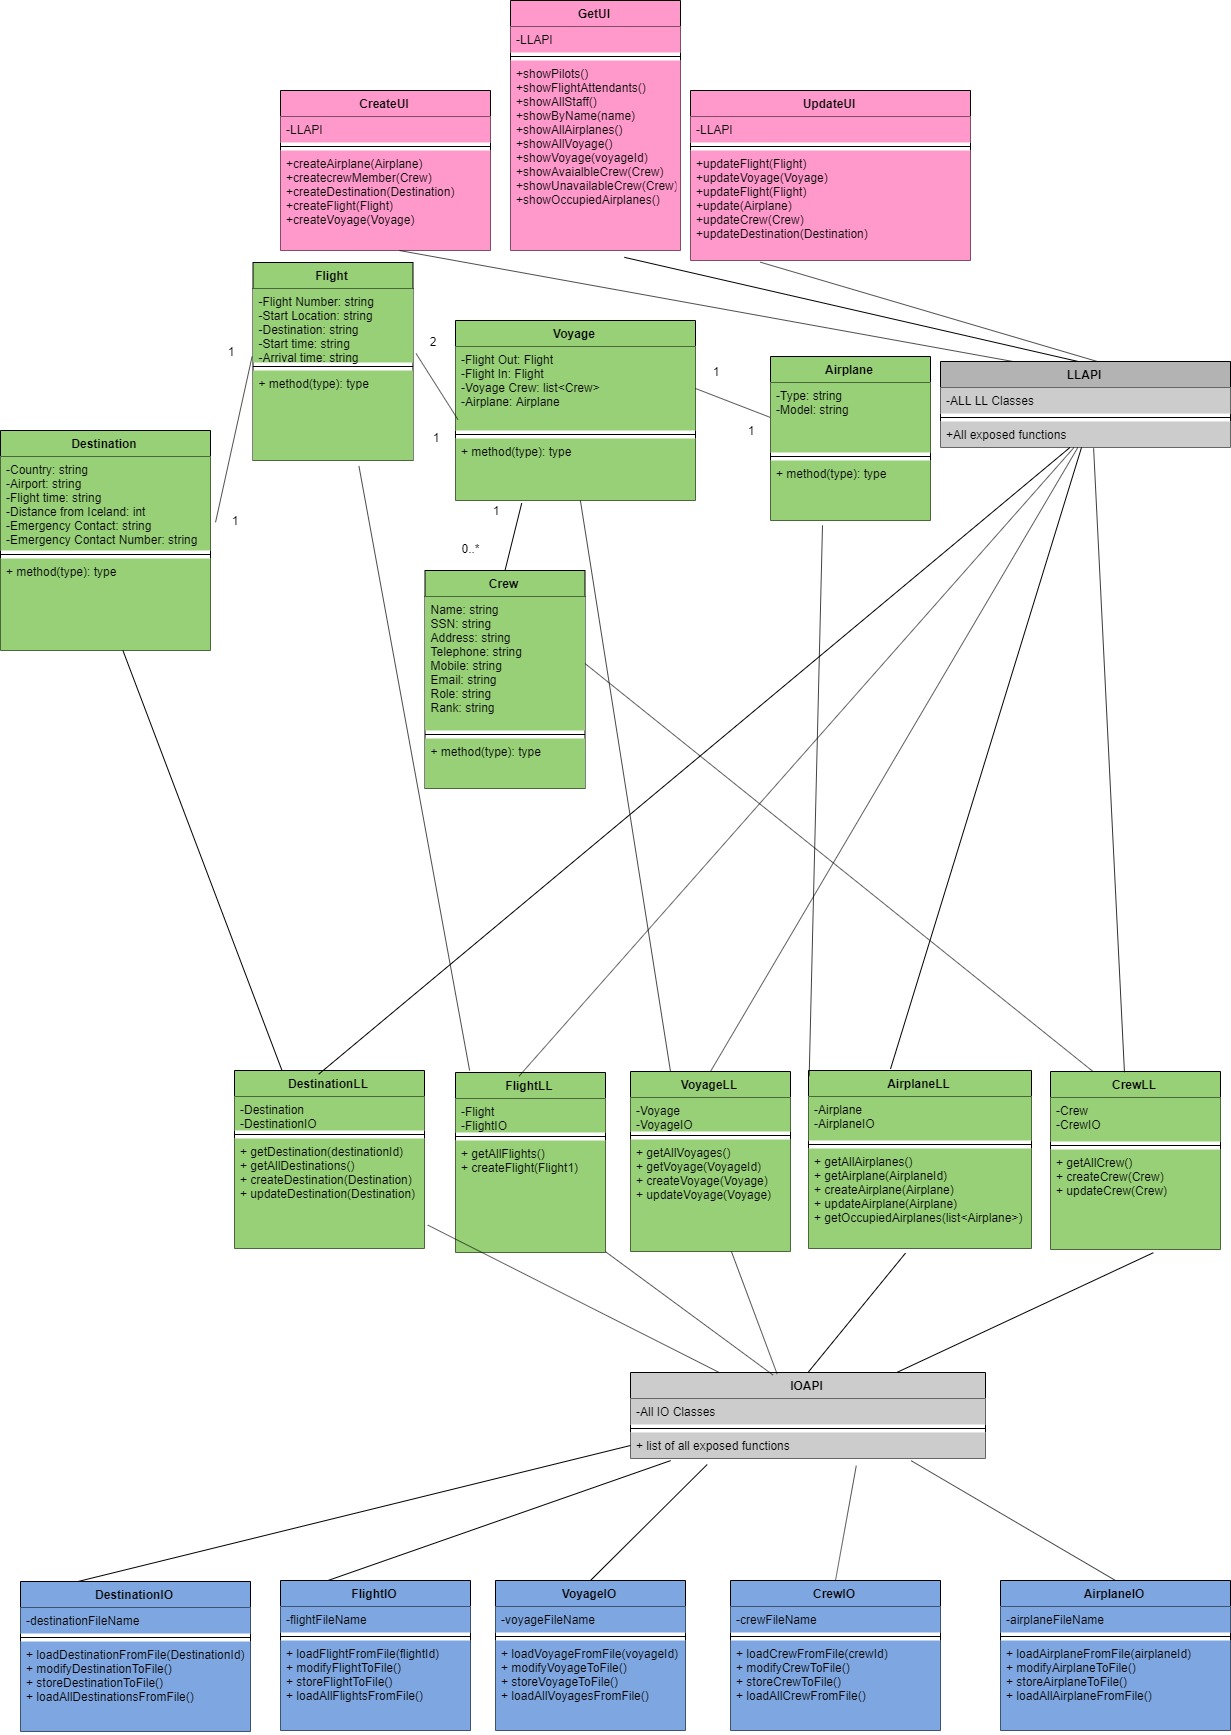 GetUI
-LLAPI
+showPilots()
+showFlightAttendants()
+showAllStaff()
+showByName(name)
+showAllAirplanes()
+showAllVoyage()
+showVoyage(voyageId)
+showAvaialbleCrew(Crew)
+showUnavailableCrew(Crew)
+showOccupiedAirplanes()
CreateUI
-LLAPI
+createAirplane(Airplane)
+createcrewMember(Crew)
+createDestination(Destination)
+createFlight(Flight)
+createVoyage(Voyage)
UpdateUI
-LLAPI
+updateFlight(Flight)
+updateVoyage(Voyage)
+updateFlight(Flight)
+update(Airplane)
+updateCrew(Crew)
+updateDestination(Destination)
Flight
-Flight Number: string
-Start Location: string
-Destination: string
-Start time: string
-Arrival time: string
+ method(type): type
1
1
2
1
Voyage
-Flight Out: Flight
-Flight In: Flight
-Voyage Crew: list<Crew>
-Airplane: Airplane
+ method(type): type
1
1
Airplane
-Type: string
-Model: string
+ method(type): type
LLAPI
-ALL LL Classes
+All exposed functions
Destination
-Country: string
-Airport: string
-Flight time: string
-Distance from Iceland: int
-Emergency Contact: string
-Emergency Contact Number: string
+ method(type): type
1
0..*
Crew
Name: string
SSN: string
Address: string
Telephone: string
Mobile: string
Email: string
Role: string
Rank: string
+ method(type): type
DestinationLL
-Destination
-DestinationIO
+ getDestination(destinationId)
+ getAllDestinations()
+ createDestination(Destination)
+ updateDestination(Destination)
FlightLL
-Flight
-FlightIO
+ getAllFlights()
+ createFlight(Flight1)
VoyageLL
-Voyage
-VoyageIO
+ getAllVoyages()
+ getVoyage(VoyageId)
+ createVoyage(Voyage)
+ updateVoyage(Voyage)
AirplaneLL
-Airplane
-AirplaneIO
+ getAllAirplanes()
+ getAirplane(AirplaneId)
+ createAirplane(Airplane)
+ updateAirplane(Airplane)
+ getOccupiedAirplanes(list<Airplane>)
CrewLL
-Crew
-CrewIO
+ getAllCrew()
+ createCrew(Crew)
+ updateCrew(Crew)
IOAPI
-All IO Classes
+ list of all exposed functions
DestinationIO
-destinationFileName
+ loadDestinationFromFile(DestinationId)
+ modifyDestinationToFile()
+ storeDestinationToFile()
+ loadAllDestinationsFromFile()
FlightIO
-flightFileName
+ loadFlightFromFile(flightId)
+ modifyFlightToFile()
+ storeFlightToFile()
+ loadAllFlightsFromFile()
VoyageIO
-voyageFileName
+ loadVoyageFromFile(voyageId)
+ modifyVoyageToFile()
+ storeVoyageToFile()
+ loadAllVoyagesFromFile()
CrewIO
-crewFileName
+ loadCrewFromFile(crewId)
+ modifyCrewToFile()
+ storeCrewToFile()
+ loadAllCrewFromFile()
AirplaneIO
-airplaneFileName
+ loadAirplaneFromFile(airplaneId)
+ modifyAirplaneToFile()
+ storeAirplaneToFile()
+ loadAllAirplaneFromFile()